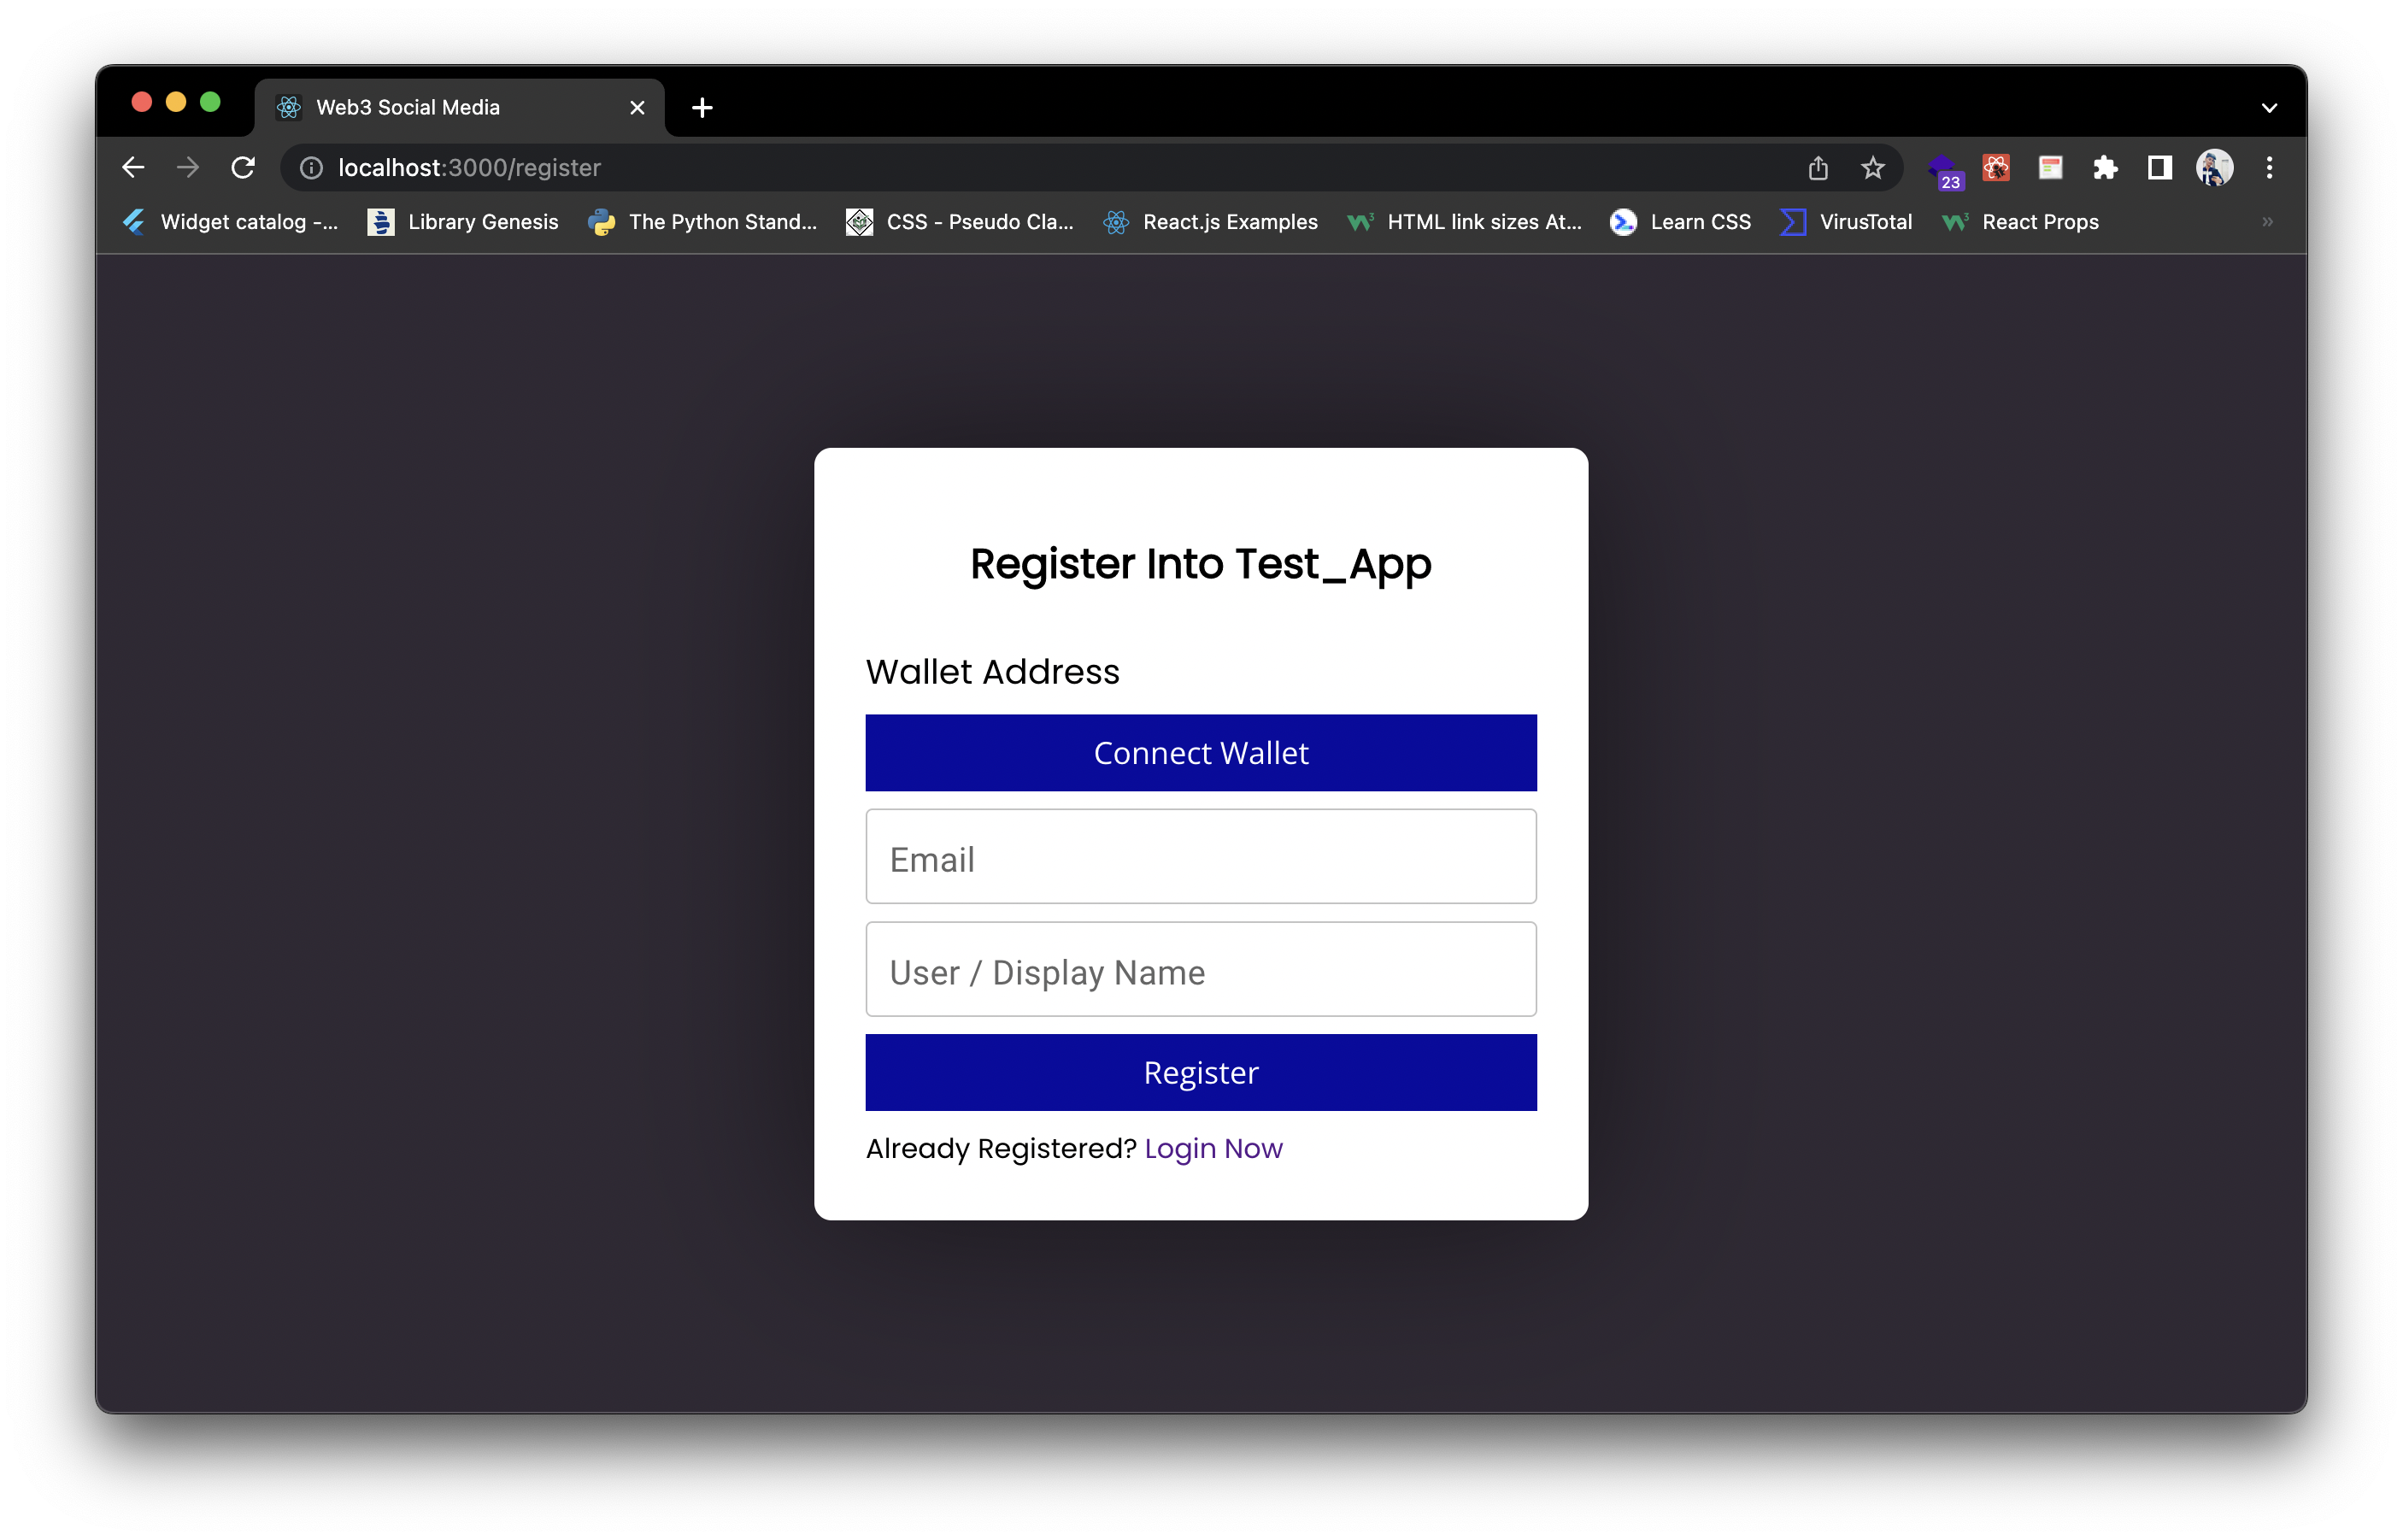 Web3 Social Media
localhost:3000/register
23
Widget catalog -... Library Genesis The Python Stand... CSS - Pseudo Cla... React.js Examples HTML link sizes At... Learn CSS VirusTotal React Props »
Register Into Test_App
Wallet Address
Connect Wallet
Email
User / Display Name
Register
Already Registered? Login Now